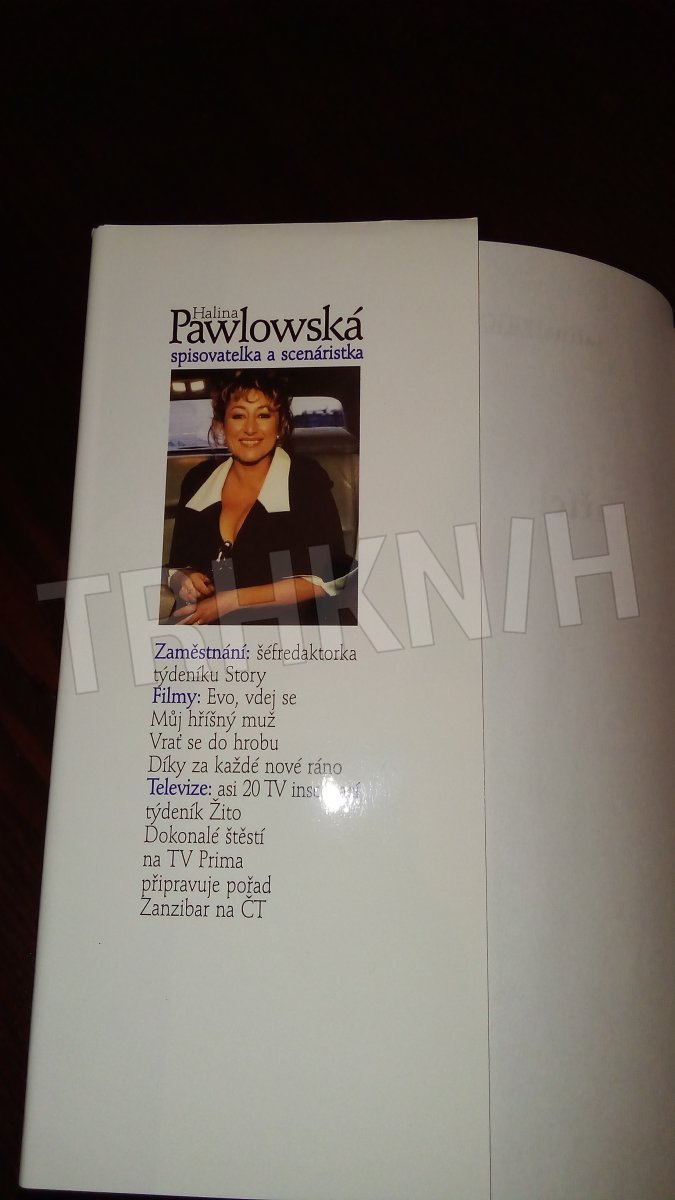 Halina
Pawlowská
spisovatelka a scenáristka
TRHKNIH
Zaměstnání: šéfredaktorka
týdeníku Story
Filmy: Evo, vdej se
Můj hříšný muž
Vrať se do hrobu
Díky za každé nové ráno
Televize: asi 20 TV
týdeník Žito
Dokonalé štěstí
na TV Prima
připravuje pořad
Zanzibar na ČT